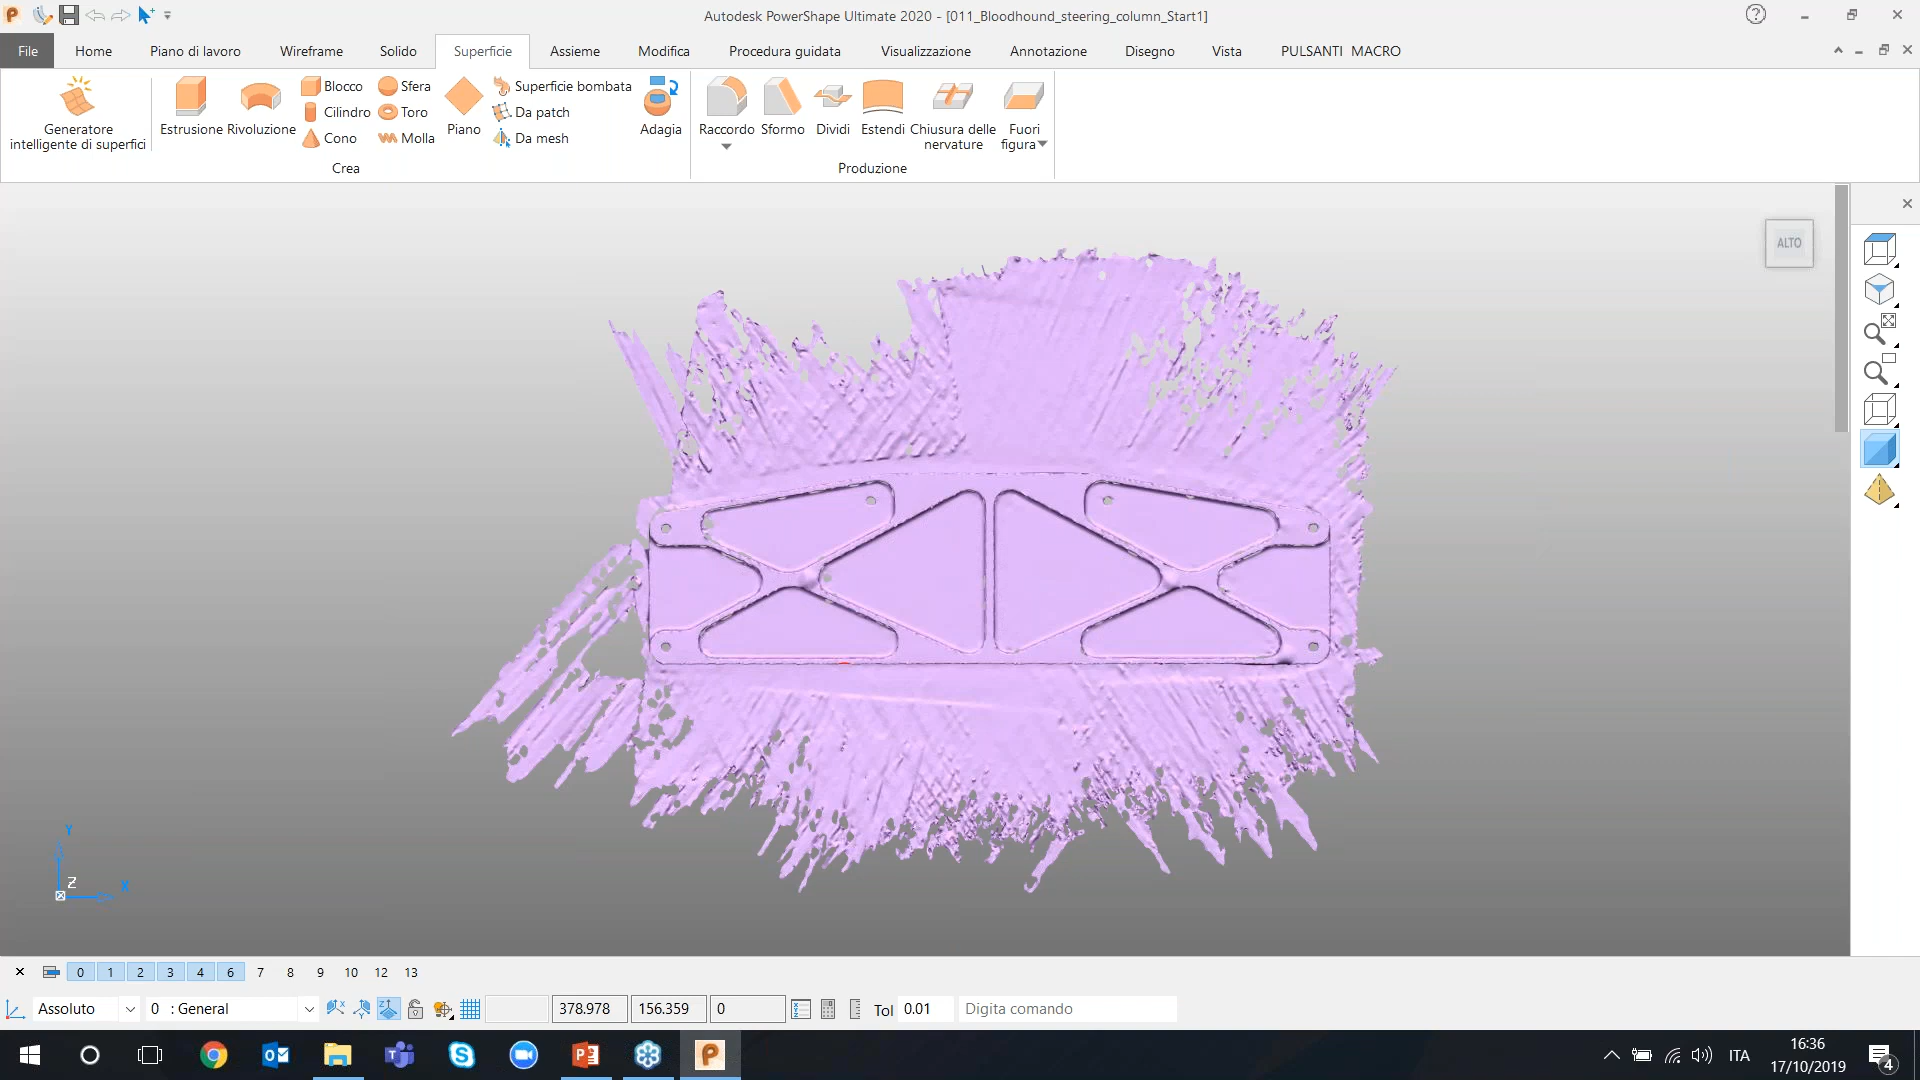 Autodesk PowerShape Ultimate 2020 - [011_Bloodhound_steering_column_Start1]
File Home Piano di lavoro Wireframe Solido Superficie Assieme Modifica Procedura guidata Visualizzazione Annotazione Disegno Vista PULSANTI MACRO
Generatore intelligente di superfici
Estrusione
Rivoluzione
Blocco
Cilindro
Cono
Sfera
Toro
Molla
Piano
Superficie bombata
Da patch
Da mesh
Adagia
Crea
Raccordo
Sformo
Dividi
Estendi
Chiusura delle nervature
Fuori figura
Produzione
ALTO
Y
Z
X
0 1 2 3 4 6 7 8 9 10 12 13
Assoluto 0 : General 378.978 156.359 0 Tol 0.01 Digita comando
ITA
16:36
17/10/2019
4